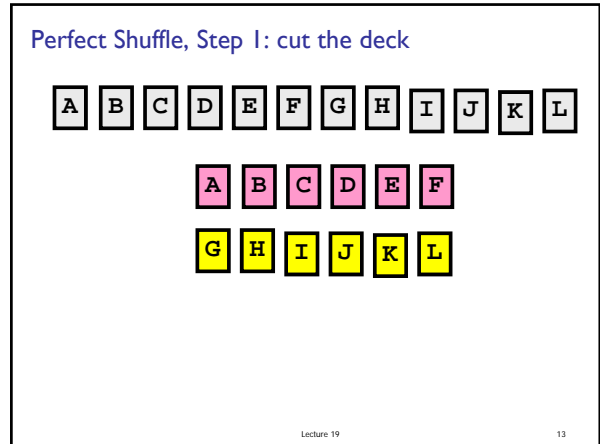 Perfect Shuffle, Step 1: cut the deck
A B C D E F G H I J K L
A B C D E F
G H I J K L
Lecture 19 13